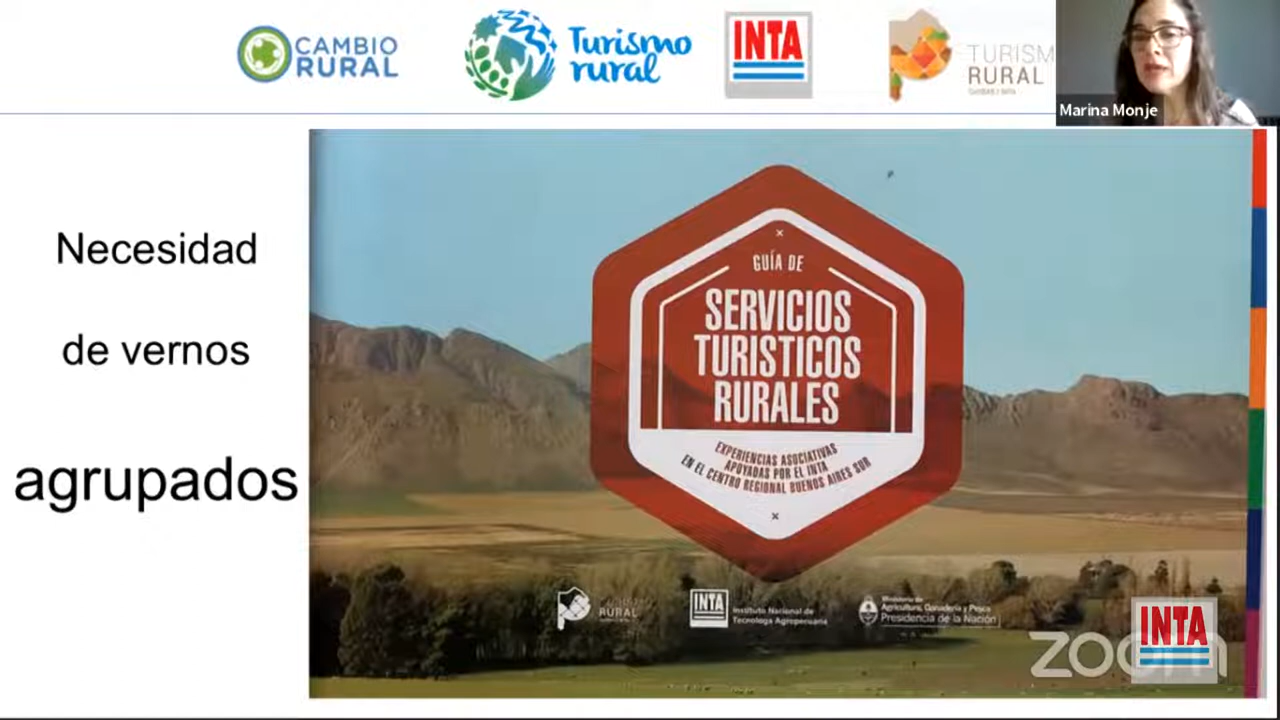 CAMBIO
RURAL
Turismo
rural
INTA
TURISM
RURAL
Marina Monje
Necesidad
de vernos
agrupados
GUÍA DE
SERVICIOS
TURISTICOS
RURALES
EXPERIENCIAS ASOCIATIVAS
APOYADAS POR EL INTA
EN EL CENTRO REGIONAL BUENOS AIRES SUR
RURAL
INTA
Instituto Nacional de
Tecnologa Agropecuaria
Ministerio de
Agricultura, Ganadería y Pesca
Presidencia de la Nación
zoom
INTA